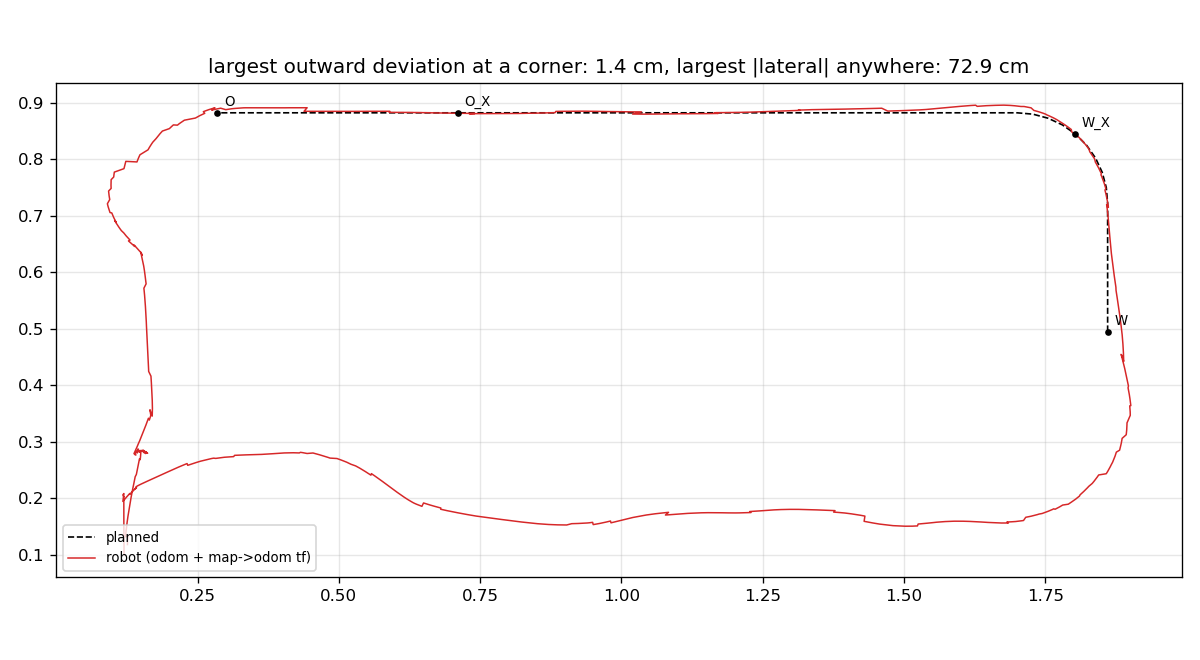 largest outward deviation at a corner: 1.4 cm, largest |lateral| anywhere: 72.9 cm
0.9
0.8
0.7
0.6
0.5
0.4
0.3
0.2
0.1
O
O_X
W_X
W
planned
robot (odom + map->odom tf)
0.25 0.50 0.75 1.00 1.25 1.50 1.75